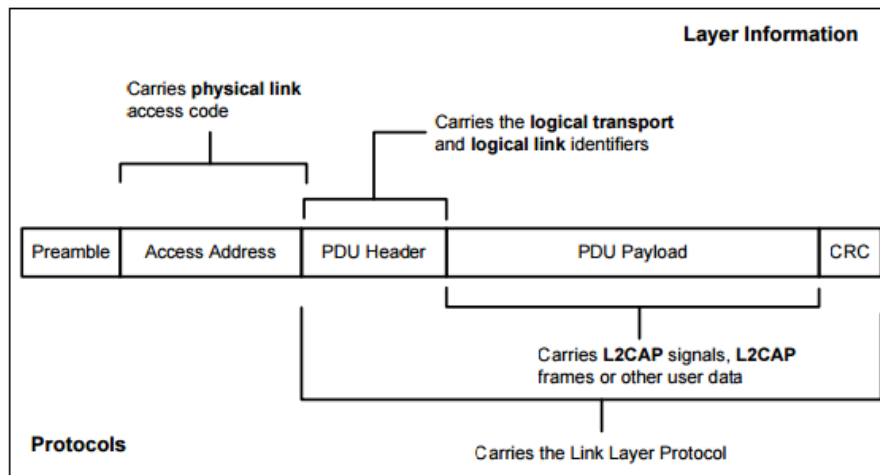 Layer Information
Carries physical link
access code
Carries the logical transport
and logical link identifiers
Preamble
Access Address
PDU Header
PDU Payload
CRC
Carries L2CAP signals, L2CAP
frames or other user data
Protocols
Carries the Link Layer Protocol